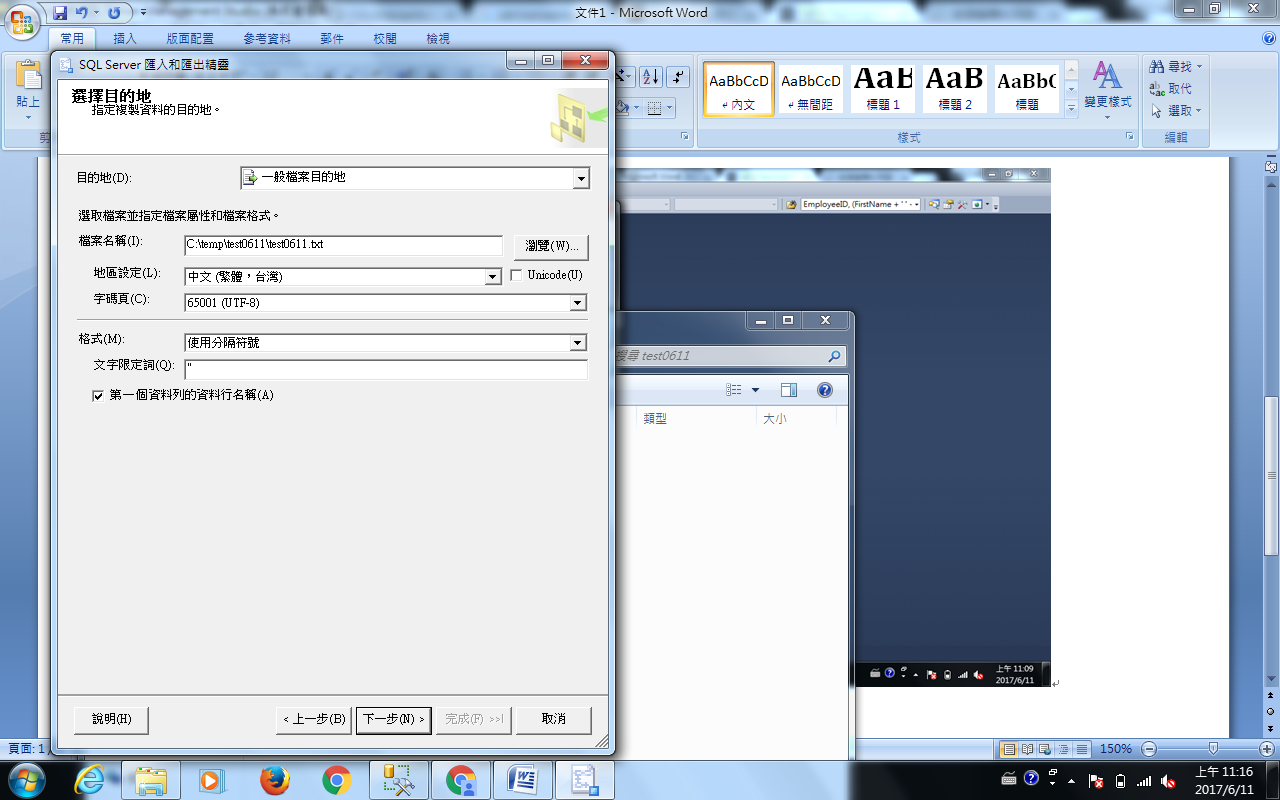 文件1 - Microsoft Word
常用 插入 版面配置 參考資料 郵件 校閱 檢視
貼上
AaBbCcD AaBbCcD AaB AaB AaBbC
↵ 內文 ↵ 無間距 標題 1 標題 2 標題
變更樣式
尋找
取代
選取
樣式 編輯
SQL Server 匯入和匯出精靈
選擇目的地
指定複製資料的目的地。
目的地(D): 一般檔案目的地
選取檔案並指定檔案屬性和檔案格式。
檔案名稱(I): C:\temp\test0611\test0611.txt 瀏覽(W)...
地區設定(L): 中文 (繁體，台灣) Unicode(U)
字碼頁(C): 65001 (UTF-8)
格式(M): 使用分隔符號
文字限定詞(Q): "
第一個資料列的資料行名稱(A)
說明(H) < 上一步(B) 下一步(N) > 完成(F) >>| 取消
EmployeeID, (FirstName + ' ' +
搜尋 test0611
類型 大小
上午 11:09
2017/6/11
頁面: 1
150%
上午 11:16
2017/6/11